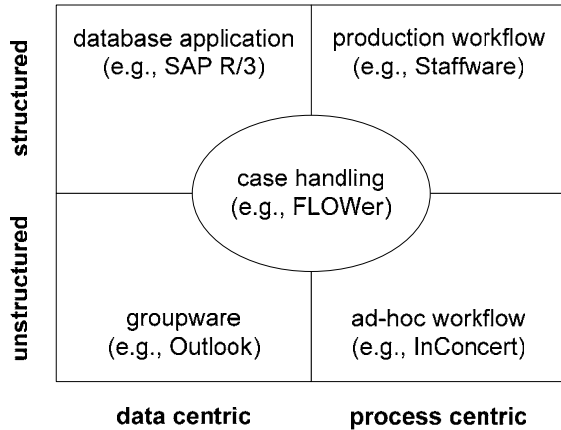 structured
database application
(e.g., SAP R/3)
production workflow
(e.g., Staffware)
case handling
(e.g., FLOWer)
unstructured
groupware
(e.g., Outlook)
ad-hoc workflow
(e.g., InConcert)
data centric
process centric